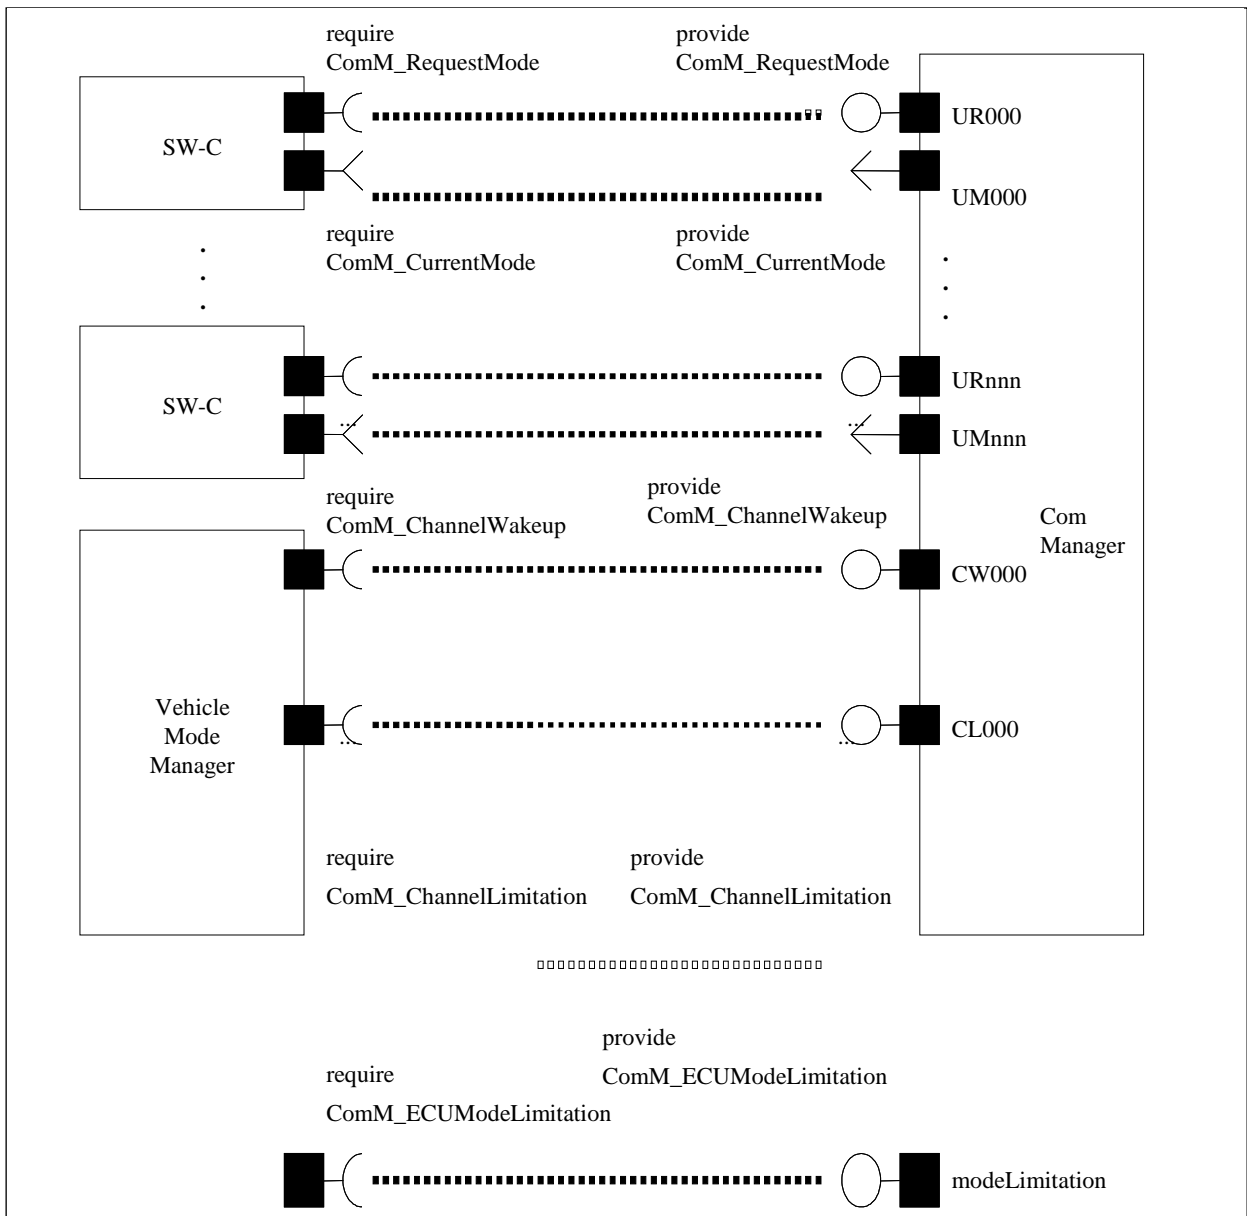 require
ComM_RequestMode
provide
ComM_RequestMode
SW-C
UR000
UM000
require
ComM_CurrentMode
provide
ComM_CurrentMode
.
.
.
.
.
.
SW-C
URnnn
...
...
UMnnn
require
ComM_ChannelWakeup
provide
ComM_ChannelWakeup
Com
Manager
CW000
Vehicle
Mode
Manager
...
...
CL000
require
ComM_ChannelLimitation
provide
ComM_ChannelLimitation
provide
ComM_ECUModeLimitation
require
ComM_ECUModeLimitation
modeLimitation